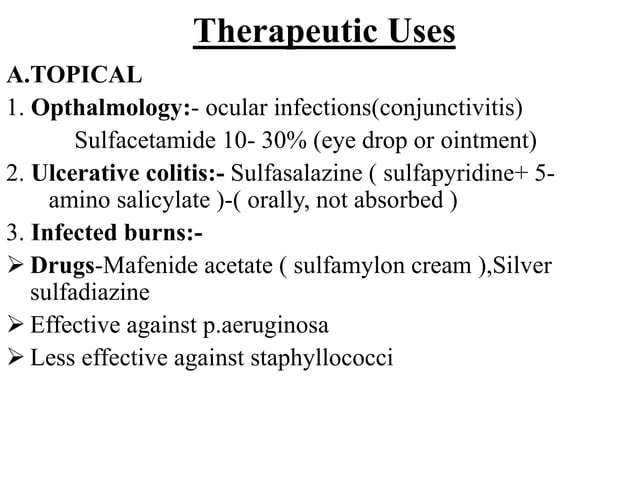 Therapeutic Uses
A.TOPICAL
1. Opthalmology:- ocular infections(conjunctivitis)
Sulfacetamide 10- 30% (eye drop or ointment)
2. Ulcerative colitis:- Sulfasalazine ( sulfapyridine+ 5-
amino salicylate )-( orally, not absorbed )
3. Infected burns:-
➢ Drugs-Mafenide acetate ( sulfamylon cream ),Silver
sulfadiazine
➢ Effective against p.aeruginosa
➢ Less effective against staphyllococci